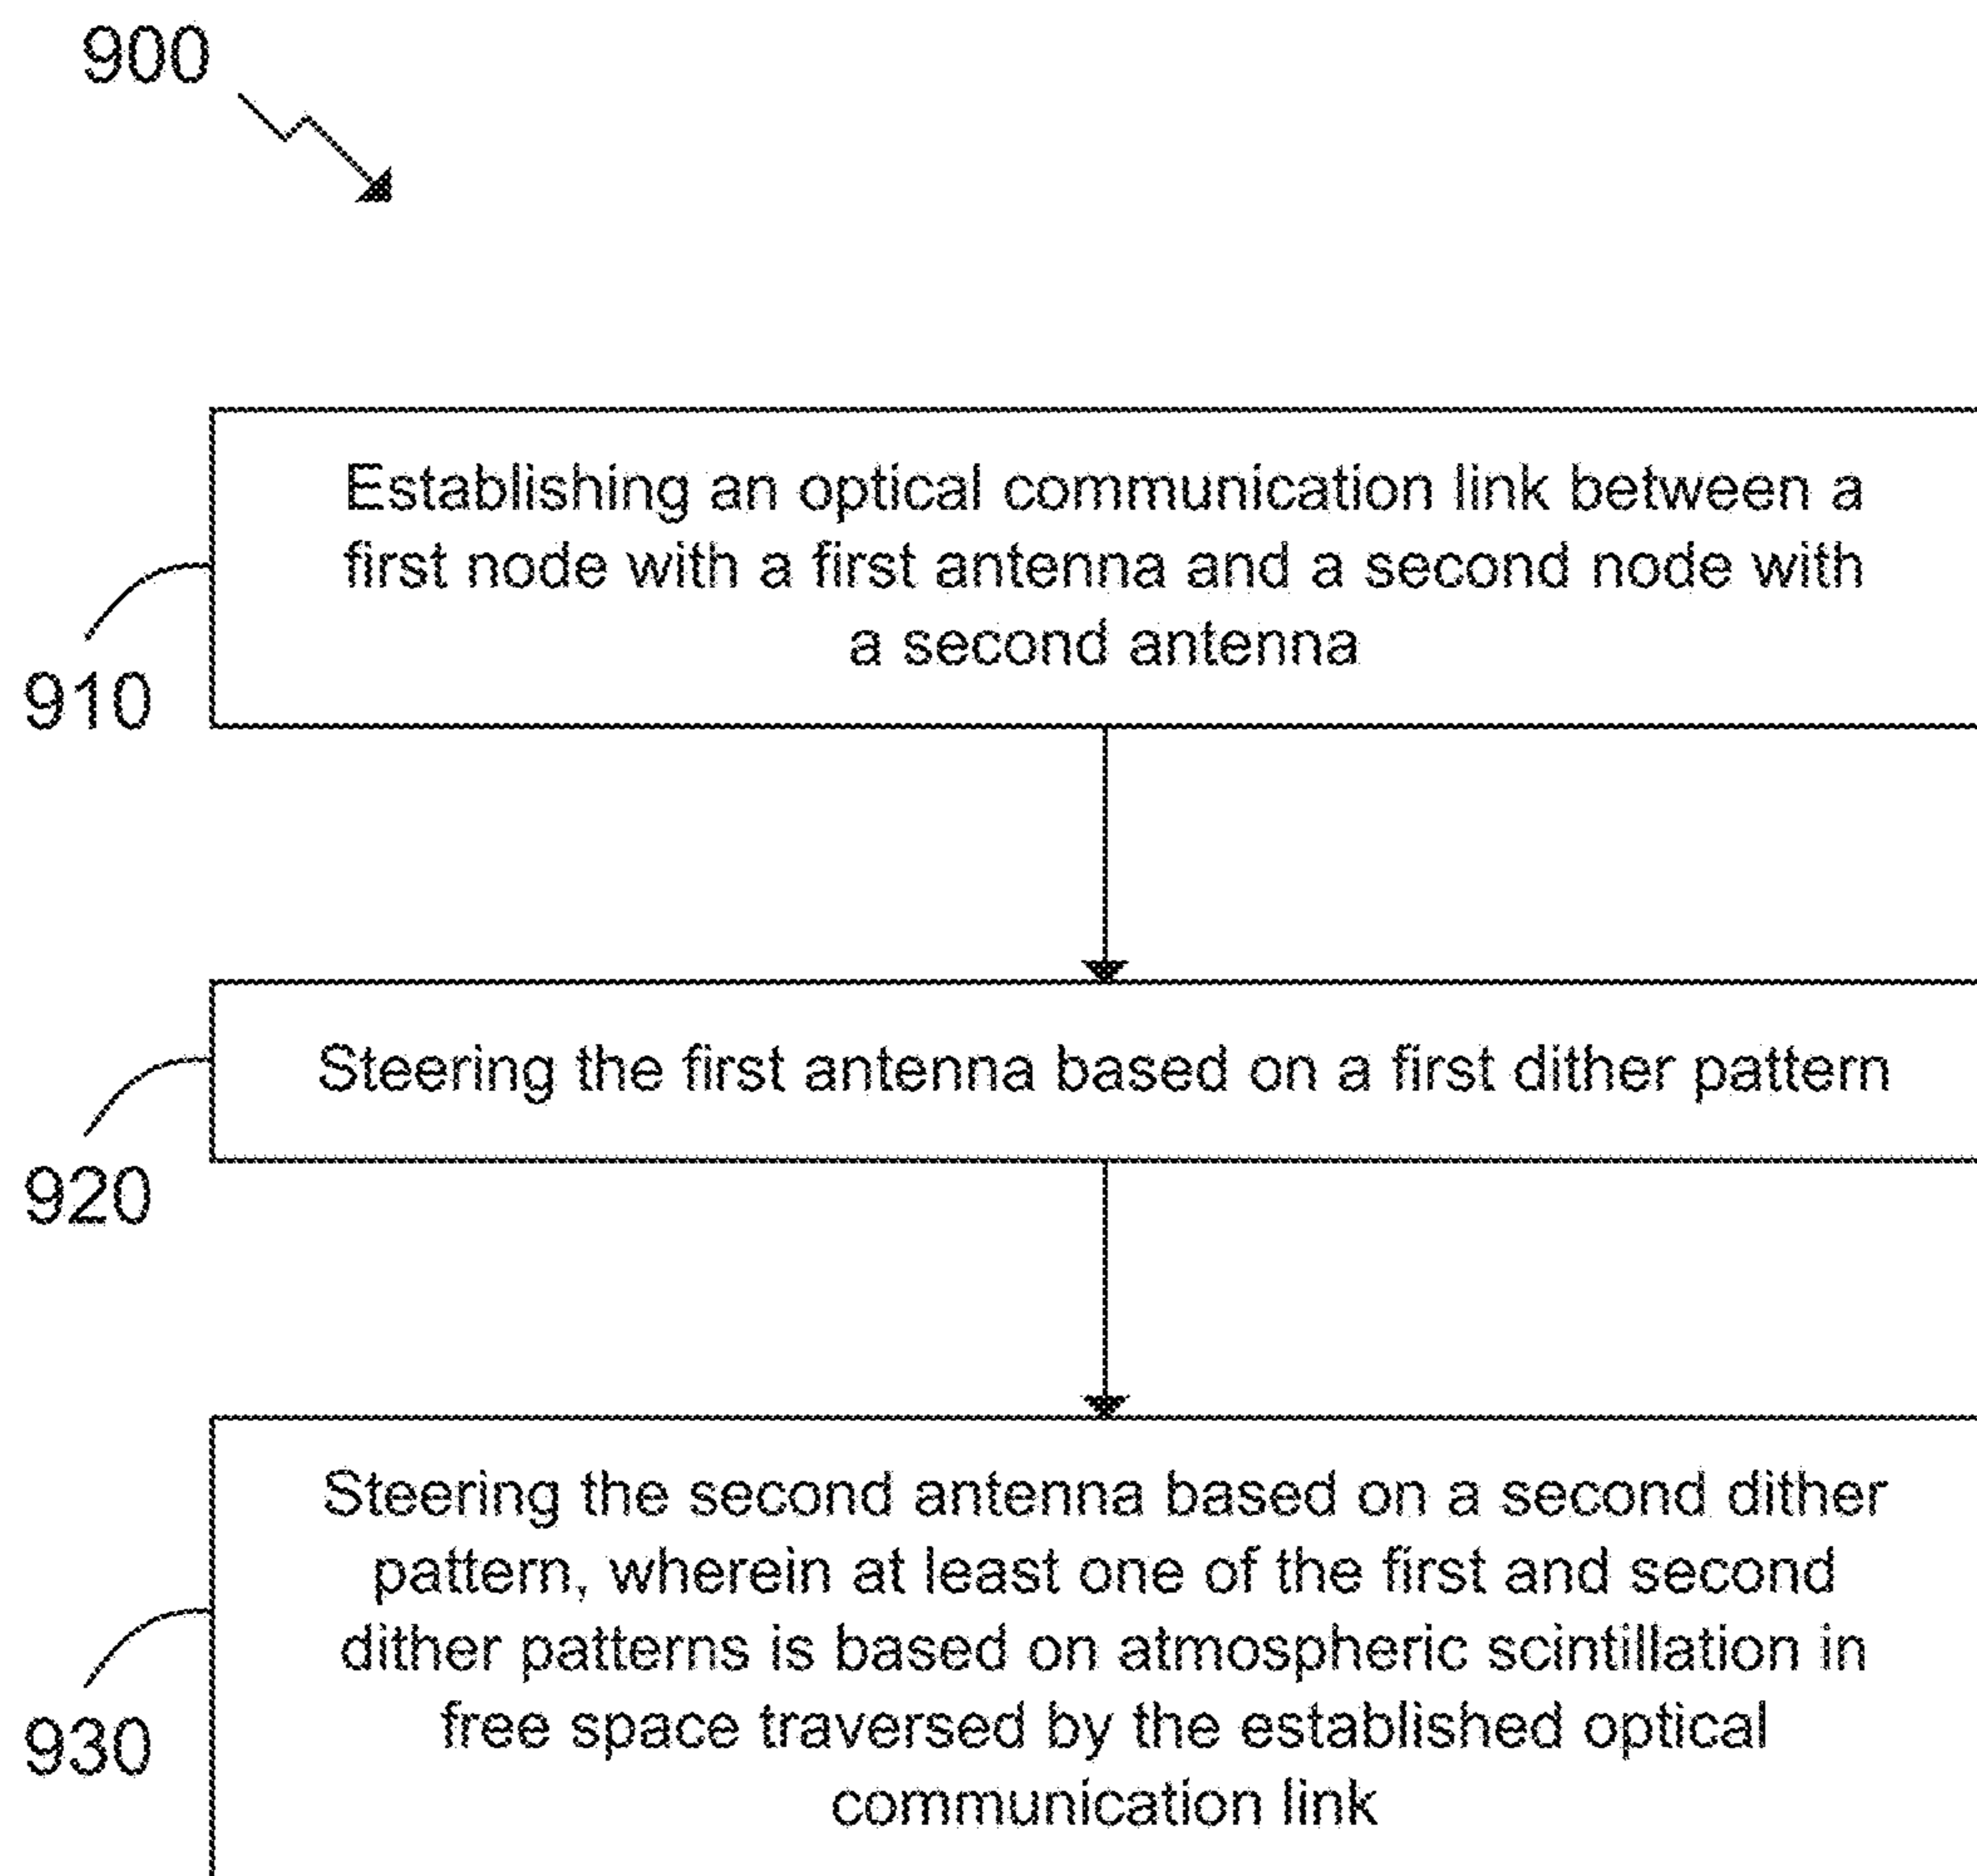 900
Establishing an optical communication link between a
first node with a first antenna and a second node with
a second antenna
910
Steering the first antenna based on a first dither pattern
920
Steering the second antenna based on a second dither
pattern, wherein at least one of the first and second
dither patterns is based on atmospheric scintillation in
free space traversed by the established optical
communication link
930